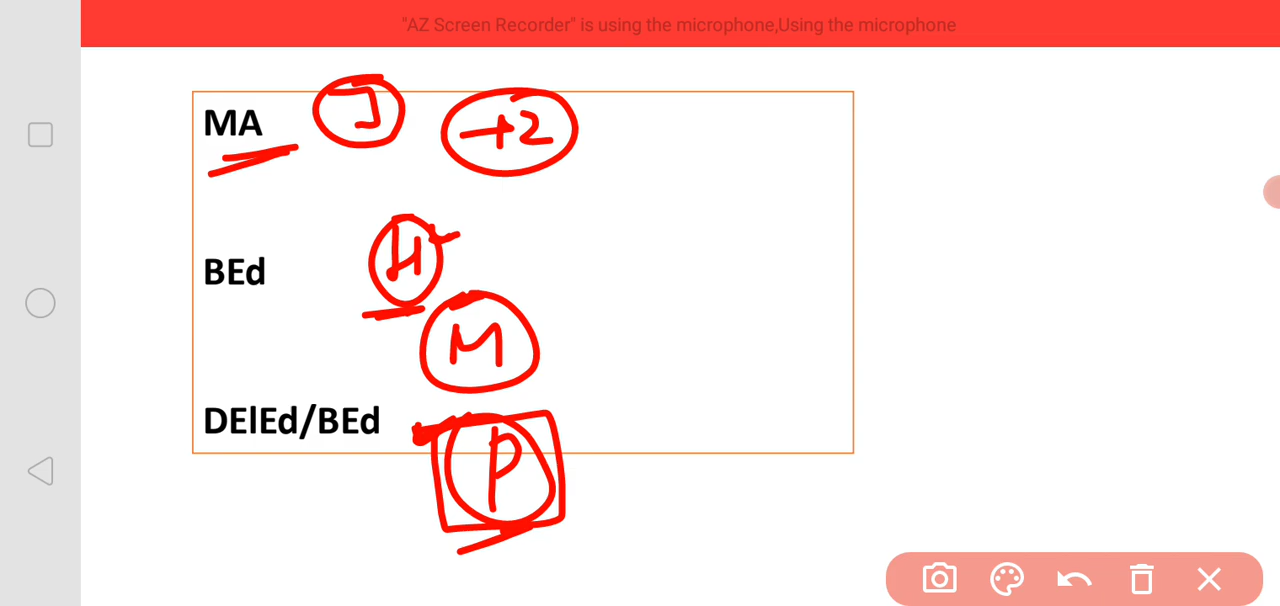 "AZ Screen Recorder" is using the microphone,Using the microphone
MA J +2
BEd H
M
DElEd/BEd P